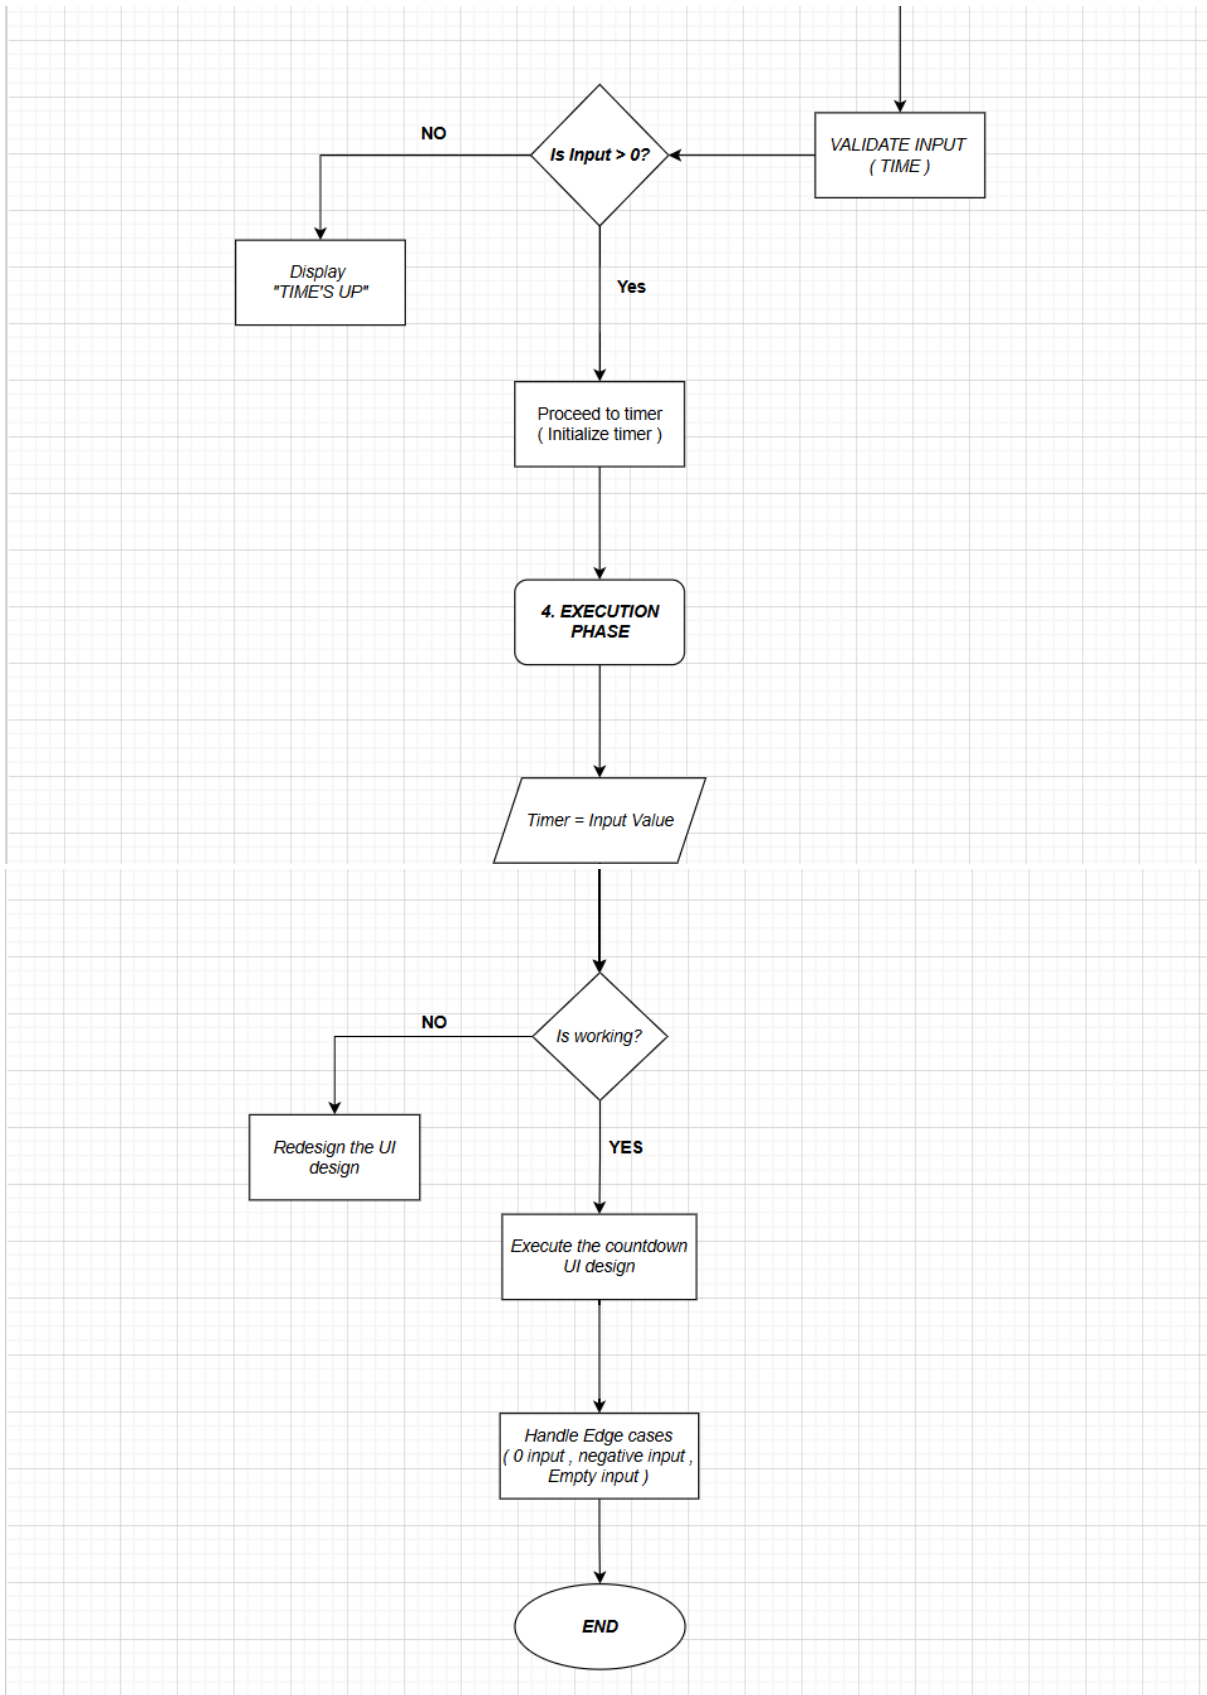 VALIDATE INPUT
( TIME )
Is Input > 0?
NO
Display
"TIME'S UP"
Yes
Proceed to timer
( Initialize timer )
4. EXECUTION
PHASE
Timer = Input Value
Is working?
NO
Redesign the UI
design
YES
Execute the countdown
UI design
Handle Edge cases
( 0 input , negative input ,
Empty input )
END